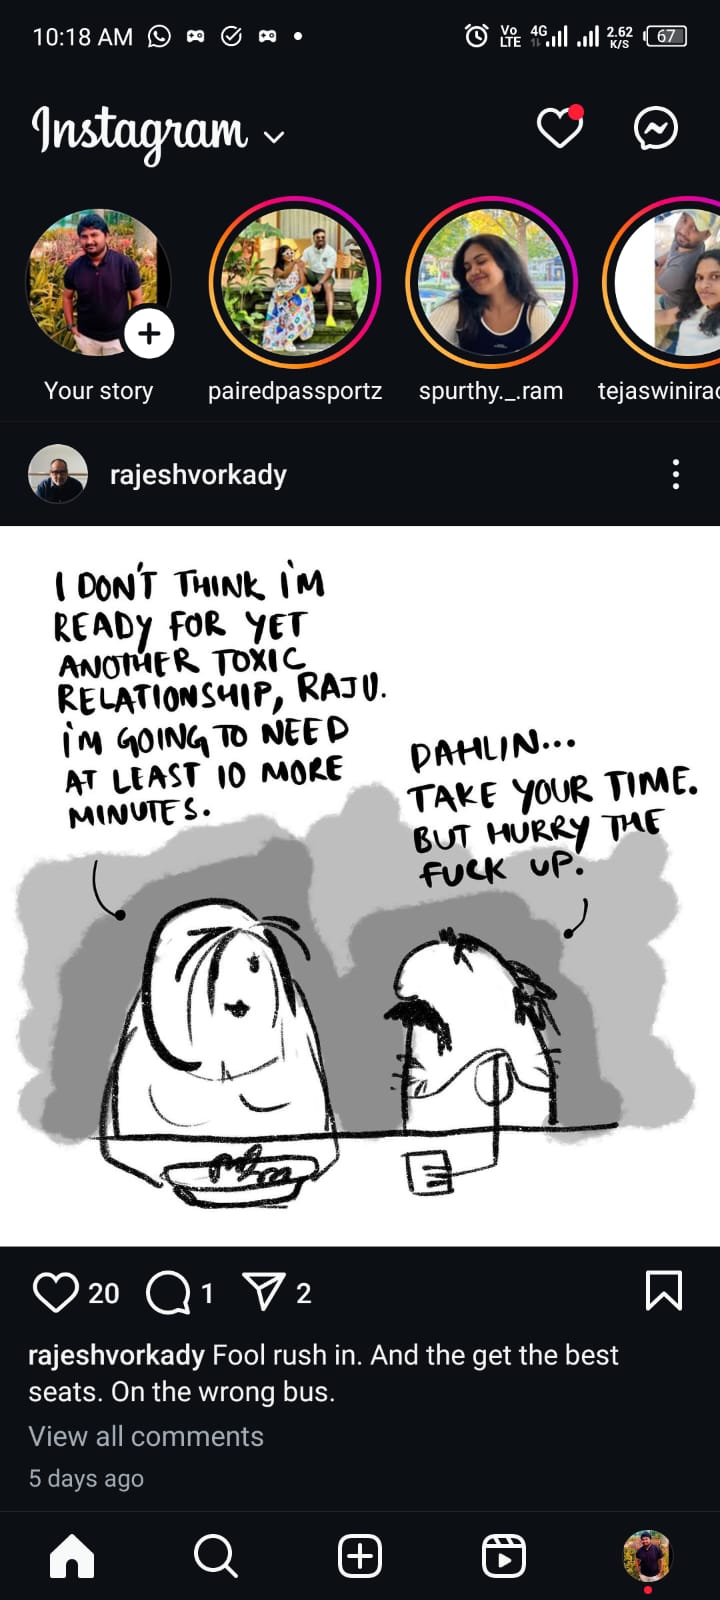 10:18 AM
Vo LTE 4G 2.62 K/S 67
Instagram
Your story
pairedpassportz
spurthy._.ram
tejaswinirad
rajeshvorkady
I DON'T THINK I'M
READY FOR YET
ANOTHER TOXIC
RELATIONSHIP, RAJU.
I'M GOING TO NEED
AT LEAST 10 MORE
MINUTES.
DAHLIN...
TAKE YOUR TIME.
BUT HURRY THE
FUCK UP.
20 1 2
rajeshvorkady Fool rush in. And the get the best
seats. On the wrong bus.
View all comments
5 days ago